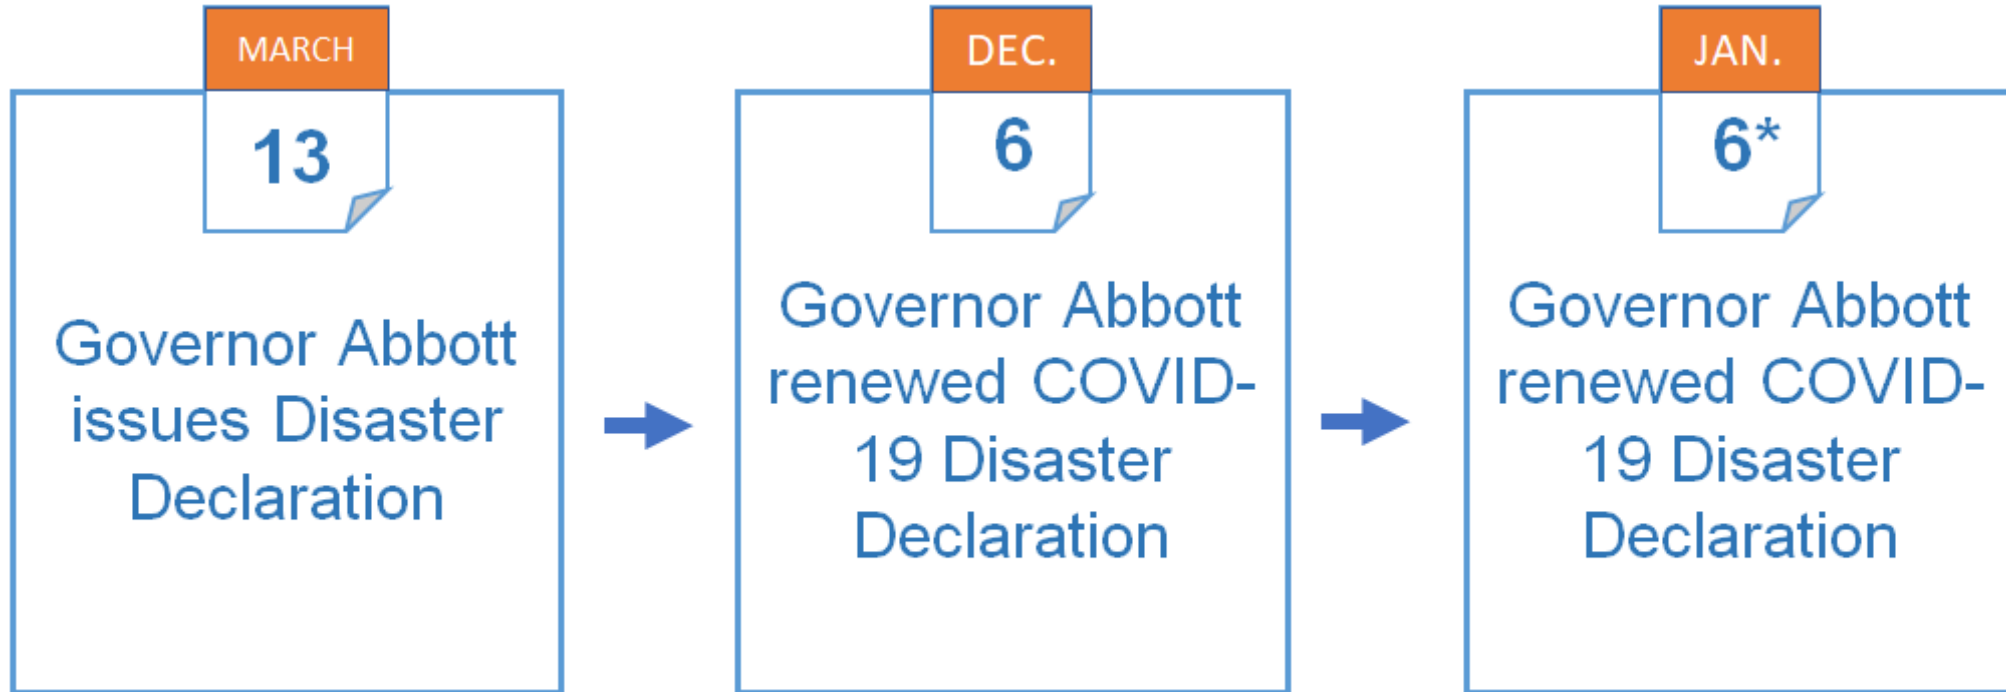 MARCH
13
Governor Abbott
issues Disaster
Declaration
DEC.
6
Governor Abbott
renewed COVID-
19 Disaster
Declaration
JAN.
6*
Governor Abbott
renewed COVID-
19 Disaster
Declaration